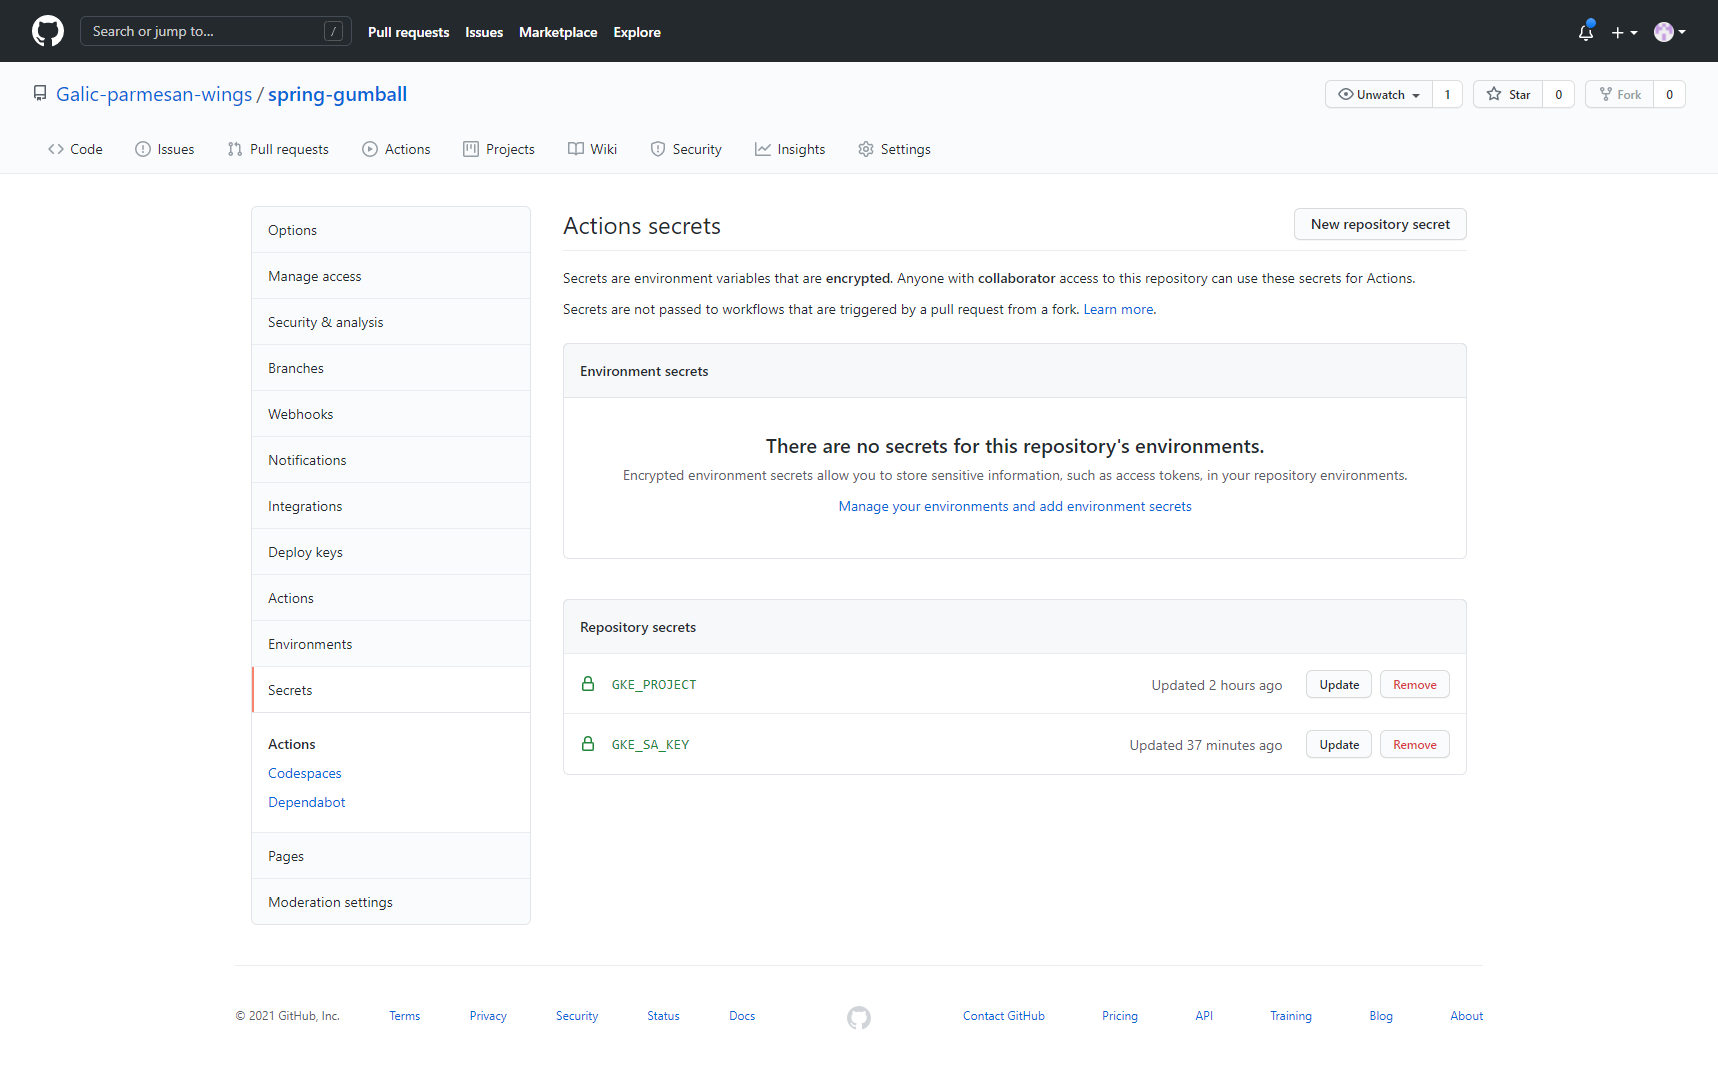 Search or jump to... /
Pull requests Issues Marketplace Explore
Galic-parmesan-wings / spring-gumball
Unwatch 1 Star 0 Fork 0
Code Issues Pull requests Actions Projects Wiki Security Insights Settings
Options
Manage access
Security & analysis
Branches
Webhooks
Notifications
Integrations
Deploy keys
Actions
Environments
Secrets
Actions
Codespaces
Dependabot
Pages
Moderation settings
Actions secrets
New repository secret
Secrets are environment variables that are encrypted. Anyone with collaborator access to this repository can use these secrets for Actions.
Secrets are not passed to workflows that are triggered by a pull request from a fork. Learn more.
Environment secrets
There are no secrets for this repository's environments.
Encrypted environment secrets allow you to store sensitive information, such as access tokens, in your repository environments.
Manage your environments and add environment secrets
Repository secrets
GKE_PROJECT Updated 2 hours ago Update Remove
GKE_SA_KEY Updated 37 minutes ago Update Remove
© 2021 GitHub, Inc. Terms Privacy Security Status Docs Contact GitHub Pricing API Training Blog About